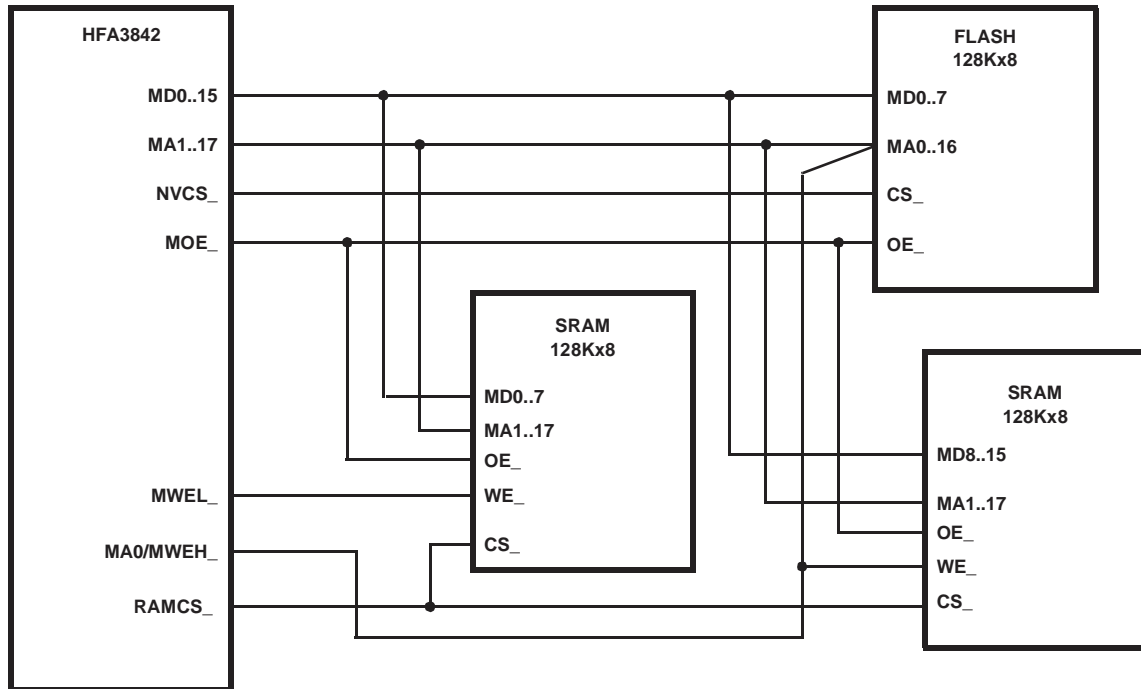 HFA3842
MD0..15
MA1..17
NVCS_
MOE_
MWEL_
MA0/MWEH_
RAMCS_
FLASH
128Kx8
MD0..7
MA0..16
CS_
OE_
SRAM
128Kx8
MD0..7
MA1..17
OE_
WE_
CS_
SRAM
128Kx8
MD8..15
MA1..17
OE_
WE_
CS_